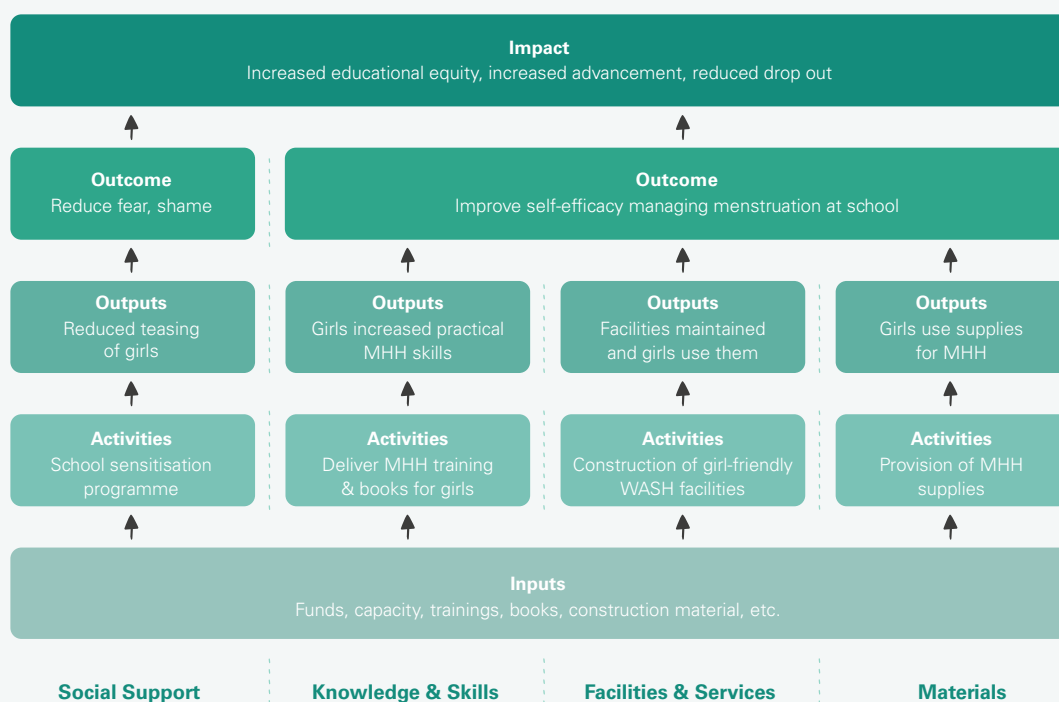 Impact
Increased educational equity, increased advancement, reduced drop out
Outcome
Reduce fear, shame
Outcome
Improve self-efficacy managing menstruation at school
Outputs
Reduced teasing
of girls
Outputs
Girls increased practical
MHH skills
Outputs
Facilities maintained
and girls use them
Outputs
Girls use supplies
for MHH
Activities
School sensitisation
programme
Activities
Deliver MHH training
& books for girls
Activities
Construction of girl-friendly
WASH facilities
Activities
Provision of MHH
supplies
Inputs
Funds, capacity, trainings, books, construction material, etc.
Social Support
Knowledge & Skills
Facilities & Services
Materials